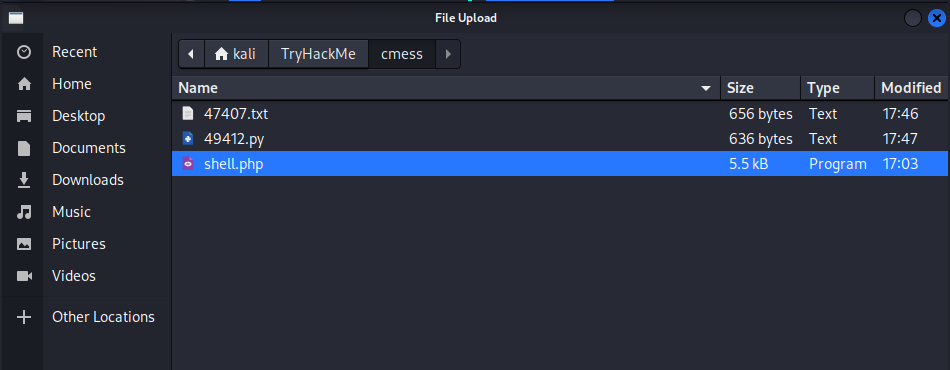 File Upload
Recent
Home
Desktop
Documents
Downloads
Music
Pictures
Videos
Other Locations
kali TryHackMe cmess
Name Size Type Modified
47407.txt 656 bytes Text 17:46
49412.py 636 bytes Text 17:47
shell.php 5.5 kB Program 17:03